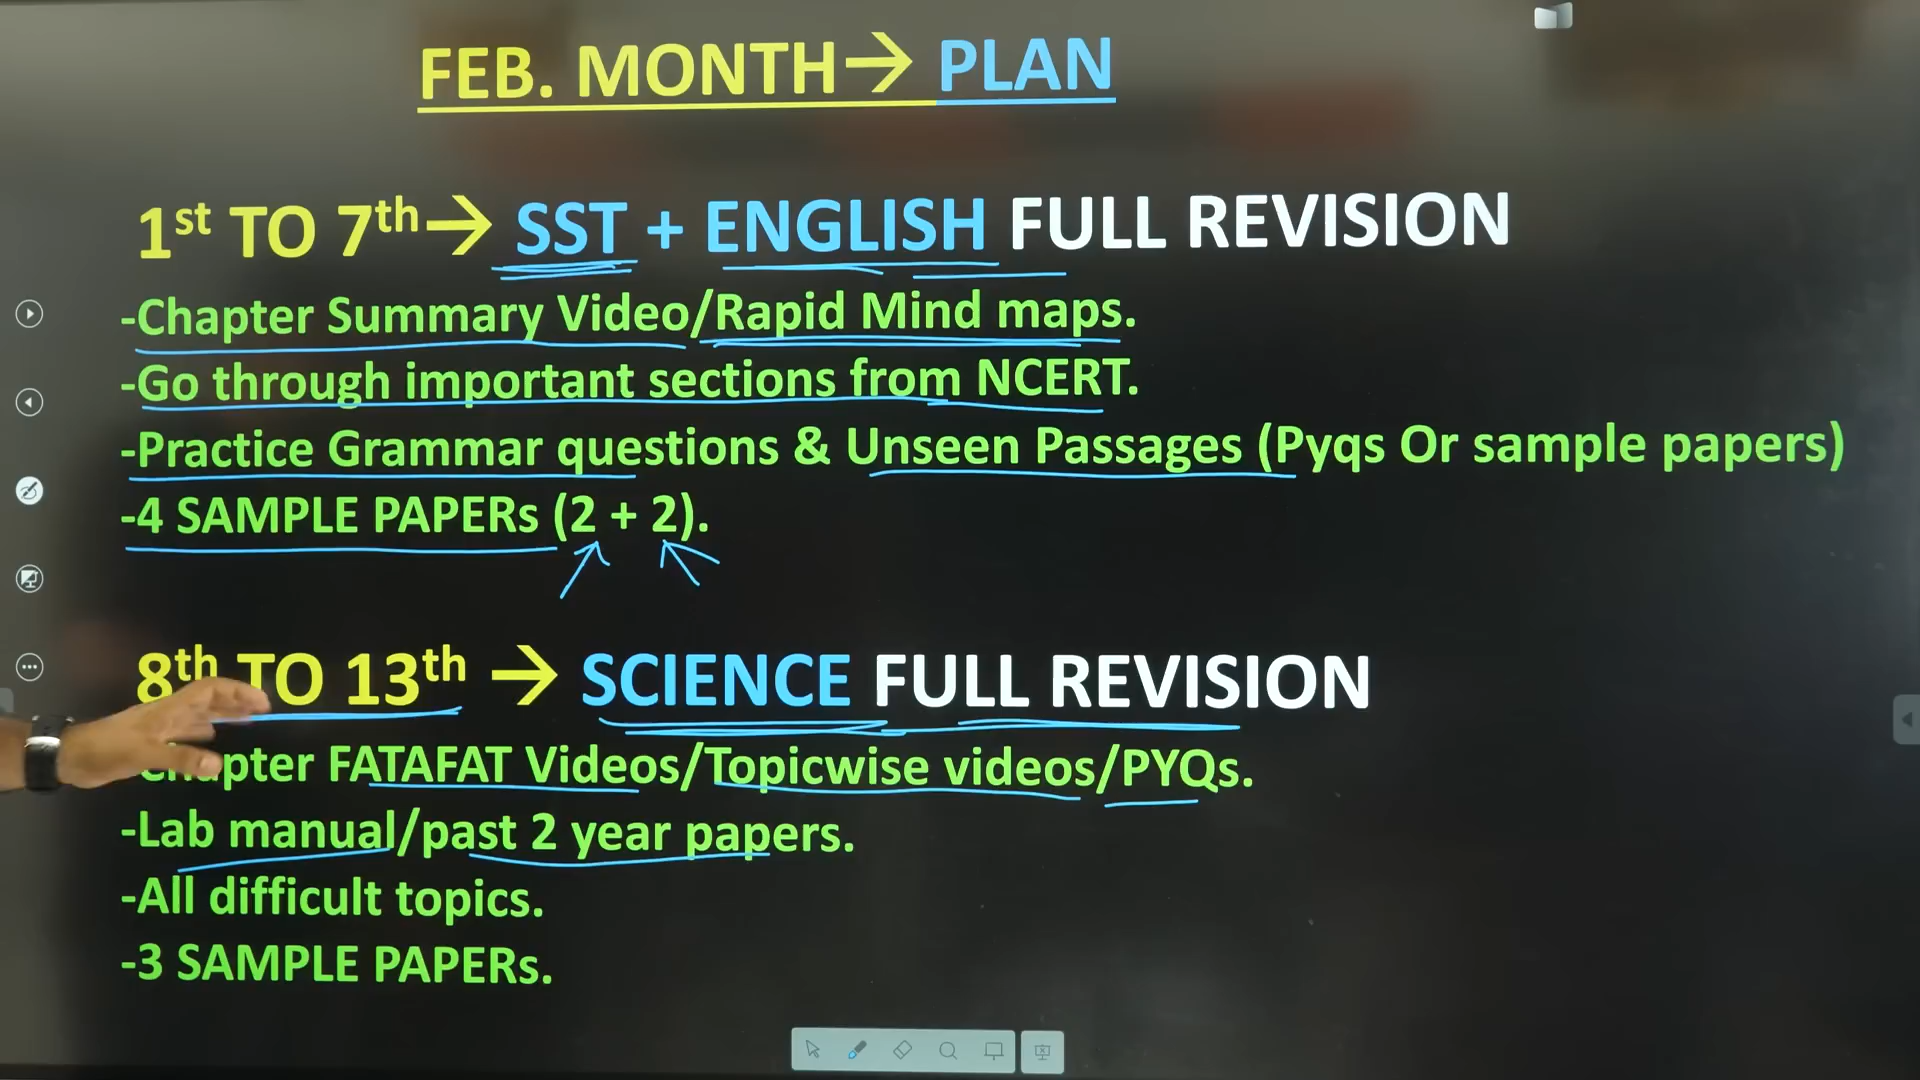 FEB. MONTH→ PLAN
1st TO 7th→ SST + ENGLISH FULL REVISION
-Chapter Summary Video/Rapid Mind maps.
-Go through important sections from NCERT.
-Practice Grammar questions & Unseen Passages (Pyqs Or sample papers)
-4 SAMPLE PAPERs (2 + 2).
8th TO 13th → SCIENCE FULL REVISION
Chapter FATAFAT Videos/Topicwise videos/PYQs.
-Lab manual/past 2 year papers.
-All difficult topics.
-3 SAMPLE PAPERs.